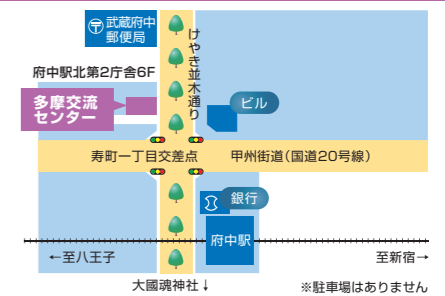 武蔵府中
郵便局
けやき並木通り
府中駅北第2庁舎6F
多摩交流
センター
ビル
寿町一丁目交差点
甲州街道(国道20号線)
銀行
府中駅
←至八王子
至新宿→
大國魂神社↓
※駐車場はありません